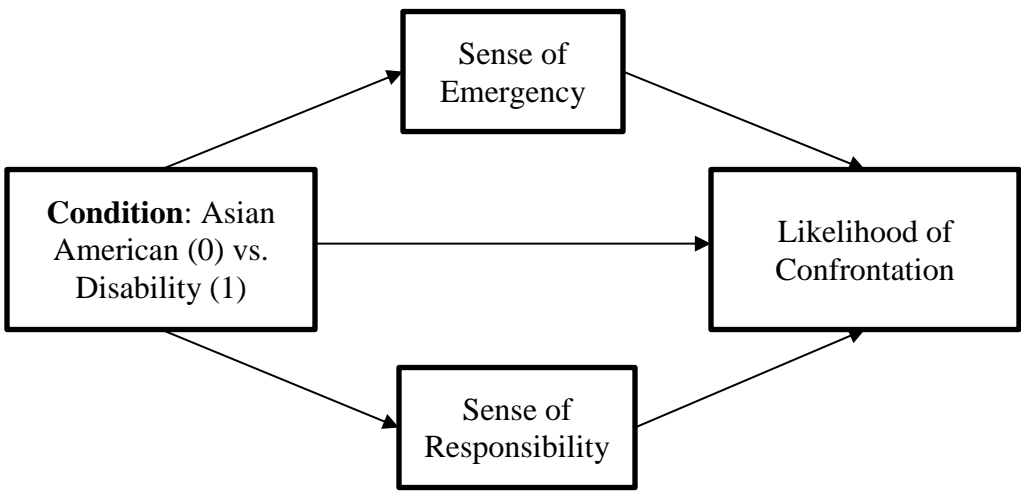 Sense of
Emergency
Condition: Asian
American (0) vs.
Disability (1)
Likelihood of
Confrontation
Sense of
Responsibility